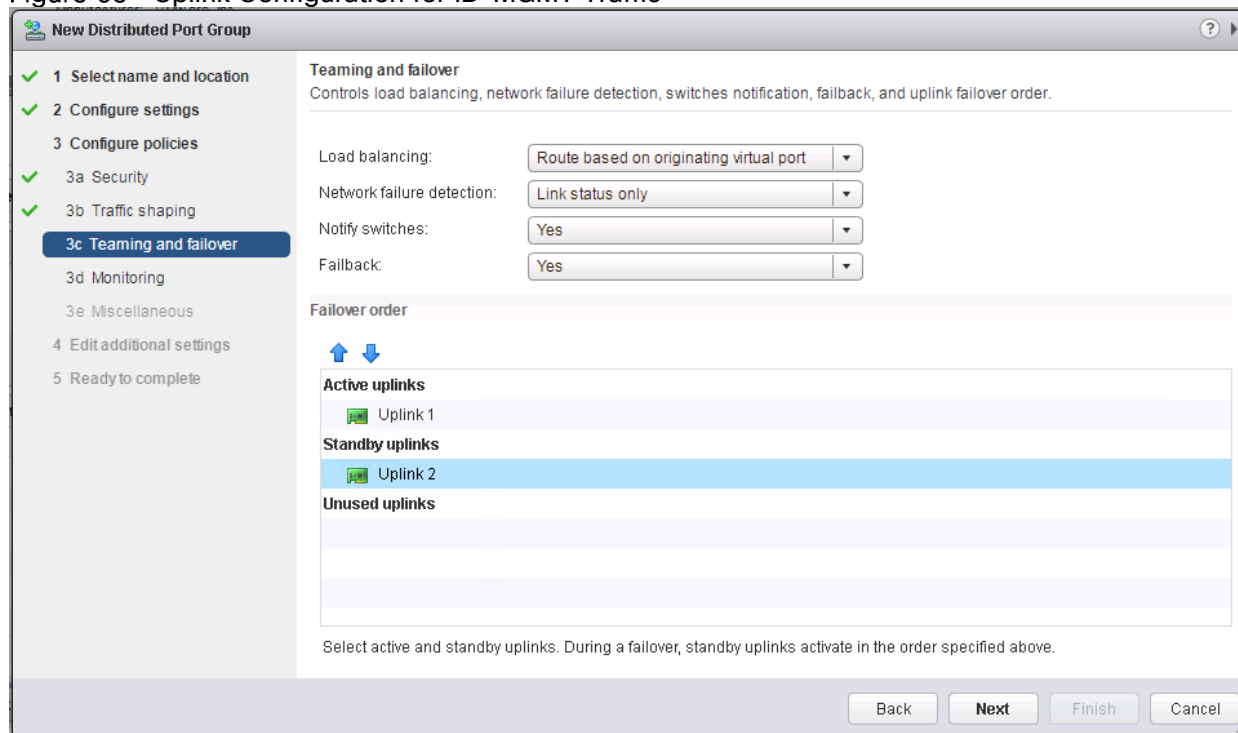 New Distributed Port Group
1 Select name and location
2 Configure settings
3 Configure policies
3a Security
3b Traffic shaping
3c Teaming and failover
3d Monitoring
3e Miscellaneous
4 Edit additional settings
5 Ready to complete
Teaming and failover
Controls load balancing, network failure detection, switches notification, failback, and uplink failover order.
Load balancing: Route based on originating virtual port
Network failure detection: Link status only
Notify switches: Yes
Failback: Yes
Failover order
Active uplinks
Uplink 1
Standby uplinks
Uplink 2
Unused uplinks
Select active and standby uplinks. During a failover, standby uplinks activate in the order specified above.
Back Next Finish Cancel